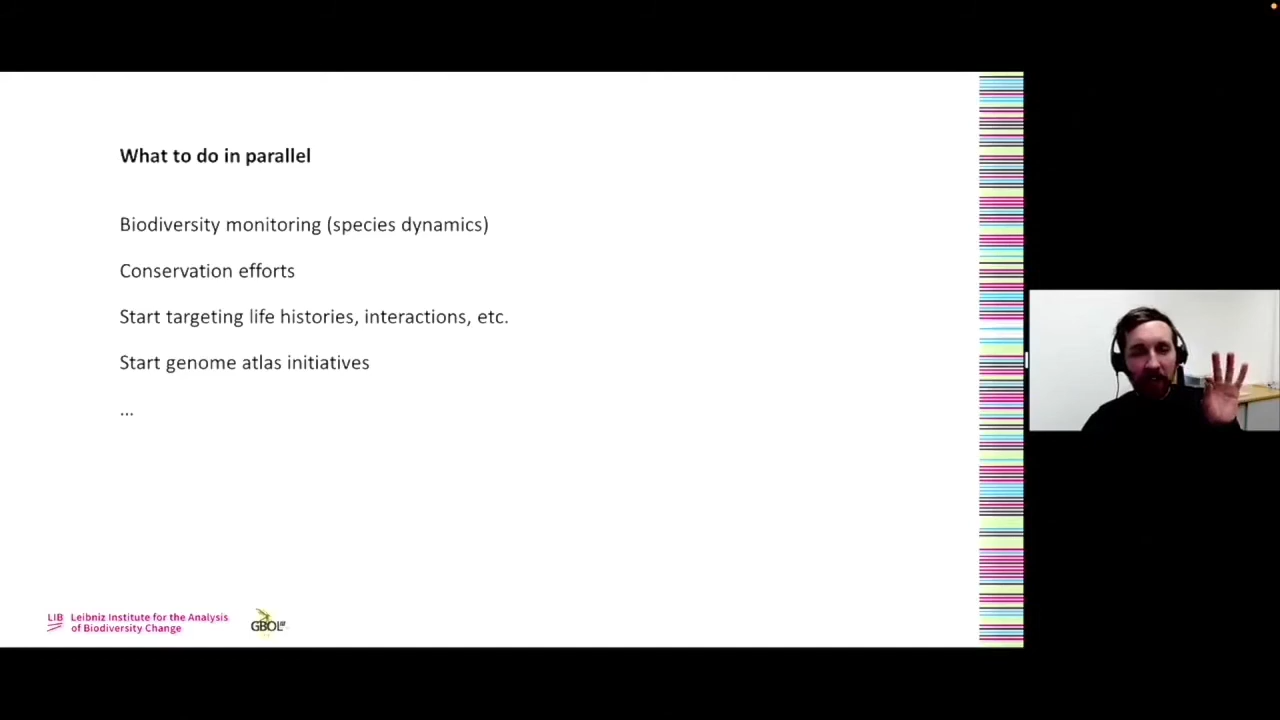 What to do in parallel
Biodiversity monitoring (species dynamics)
Conservation efforts
Start targeting life histories, interactions, etc.
Start genome atlas initiatives
...
LIB Leibniz Institute for the Analysis
of Biodiversity Change
GBOL